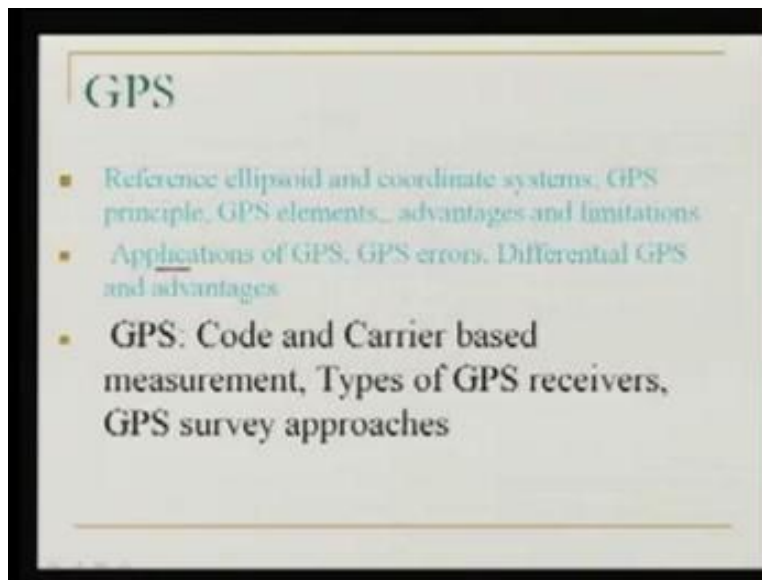 GPS
Reference ellipsoid and coordinate systems, GPS
principle, GPS elements,, advantages and limitations
Applications of GPS, GPS errors, Differential GPS
and advantages
GPS: Code and Carrier based
measurement, Types of GPS receivers,
GPS survey approaches